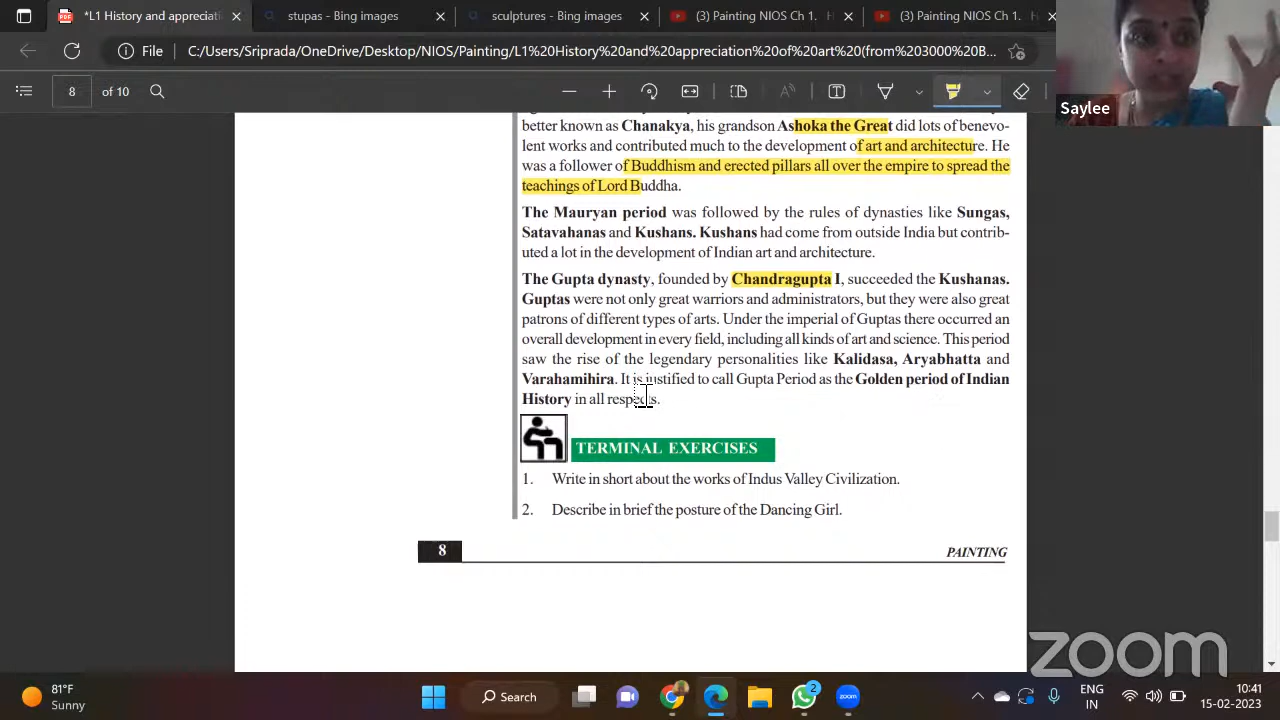 *L1 History and appreciati
stupas - Bing images
sculptures - Bing images
(3) Painting NIOS Ch 1.
(3) Painting NIOS Ch 1.
File
C:/Users/Sriprada/OneDrive/Desktop/NIOS/Painting/L1%20History%20and%20appreciation%20of%20art%20(from%203000%20B...
8
of 10
Saylee
better known as Chanakya, his grandson Ashoka the Great did lots of benevo-
lent works and contributed much to the development of art and architecture. He
was a follower of Buddhism and erected pillars all over the empire to spread the
teachings of Lord Buddha.
The Mauryan period was followed by the rules of dynasties like Sungas,
Satavahanas and Kushans. Kushans had come from outside India but contrib-
uted a lot in the development of Indian art and architecture.
The Gupta dynasty, founded by Chandragupta I, succeeded the Kushanas.
Guptas were not only great warriors and administrators, but they were also great
patrons of different types of arts. Under the imperial of Guptas there occurred an
overall development in every field, including all kinds of art and science. This period
saw the rise of the legendary personalities like Kalidasa, Aryabhatta and
Varahamihira. It is justified to call Gupta Period as the Golden period of Indian
History in all respects.
TERMINAL EXERCISES
1. Write in short about the works of Indus Valley Civilization.
2. Describe in brief the posture of the Dancing Girl.
8
PAINTING
zoom
81°F
Sunny
Search
2
zoom
ENG
IN
10:41
15-02-2023